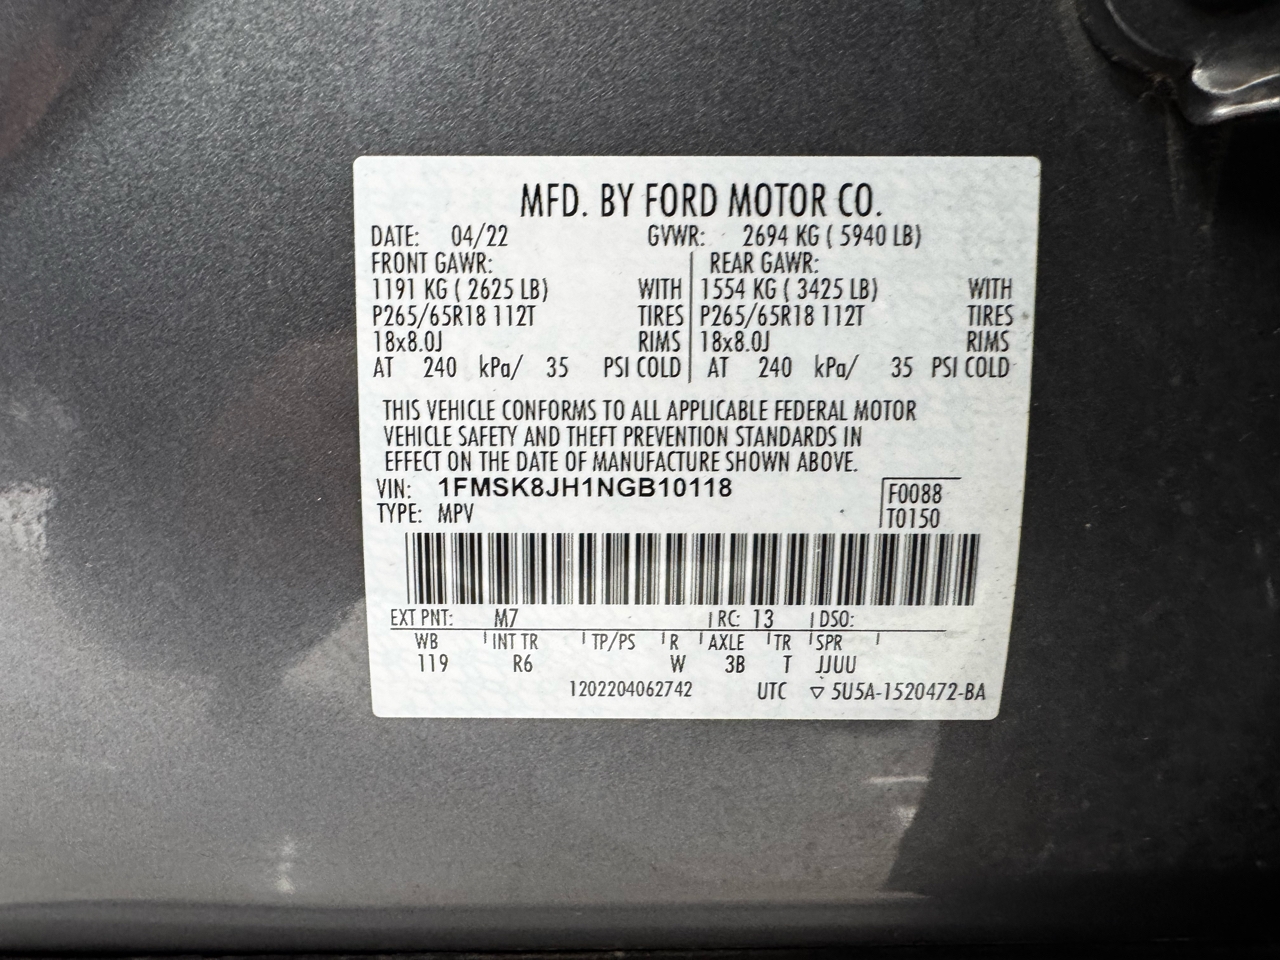 MFD. BY FORD MOTOR CO.
DATE: 04/22 GVWR: 2694 KG ( 5940 LB)
FRONT GAWR: REAR GAWR:
1191 KG ( 2625 LB) WITH 1554 KG ( 3425 LB) WITH
P265/65R18 112T TIRES P265/65R18 112T TIRES
18x8.0J RIMS 18x8.0J RIMS
AT 240 kPa/ 35 PSI COLD AT 240 kPa/ 35 PSI COLD
THIS VEHICLE CONFORMS TO ALL APPLICABLE FEDERAL MOTOR
VEHICLE SAFETY AND THEFT PREVENTION STANDARDS IN
EFFECT ON THE DATE OF MANUFACTURE SHOWN ABOVE.
VIN: 1FMSK8JH1NGB10118 F0088
TYPE: MPV T0150
EXT PNT: M7 RC: 13 DSO:
WB INT TR TP/PS R AXLE TR SPR
119 R6 W 3B T JJUU
1202204062742 UTC ▽ 5U5A-1520472-BA